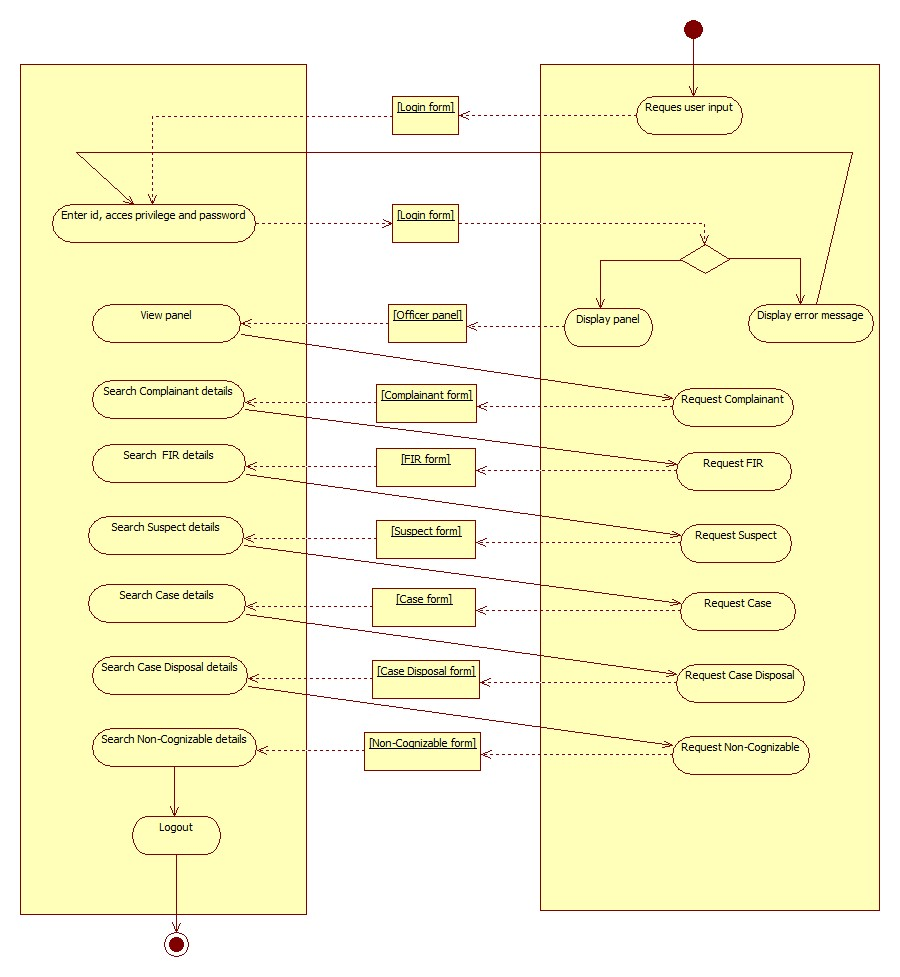 [Login form]
Reques user input
Enter id, acces privilege and password
[Login form]
View panel
[Officer panel]
Display panel
Display error message
Search Complainant details
[Complainant form]
Request Complainant
Search  FIR details
[FIR form]
Request FIR
Search Suspect details
[Suspect form]
Request Suspect
Search Case details
[Case form]
Request Case
Search Case Disposal details
[Case Disposal form]
Request Case Disposal
Search Non-Cognizable details
[Non-Cognizable form]
Request Non-Cognizable
Logout